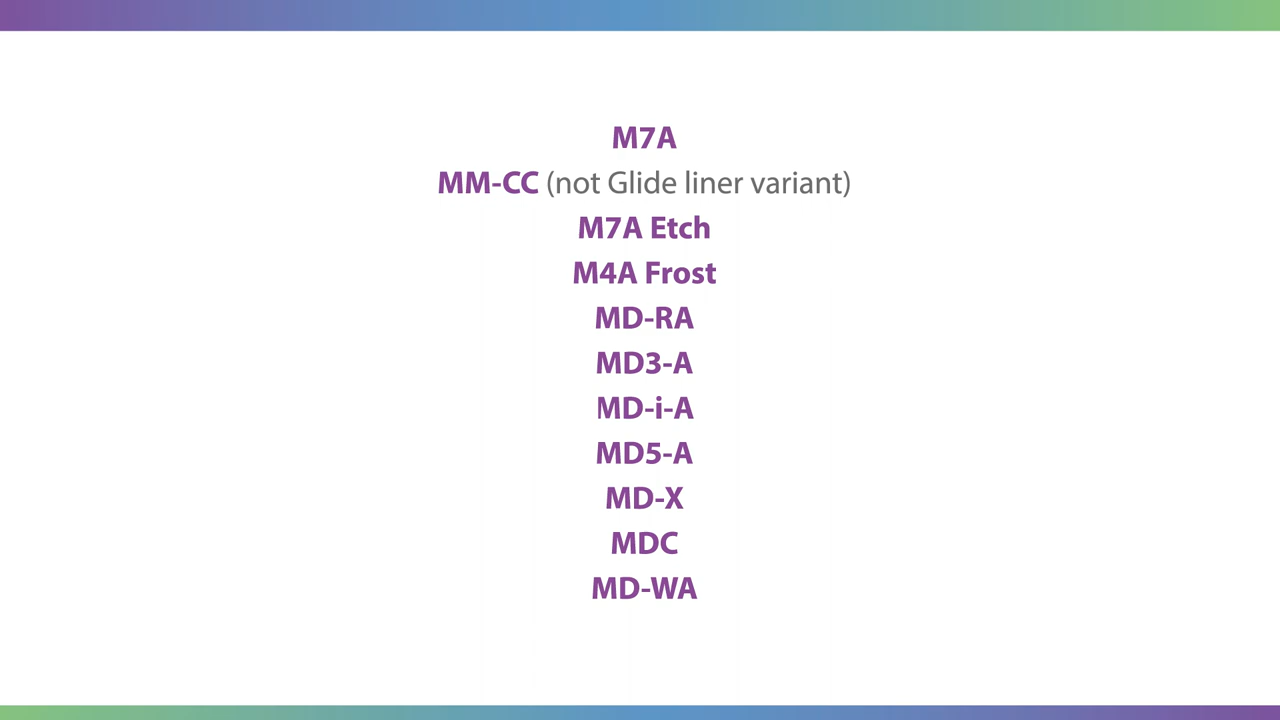 M7A
MM-CC (not Glide liner variant)
M7A Etch
M4A Frost
MD-RA
MD3-A
MD-i-A
MD5-A
MD-X
MDC
MD-WA